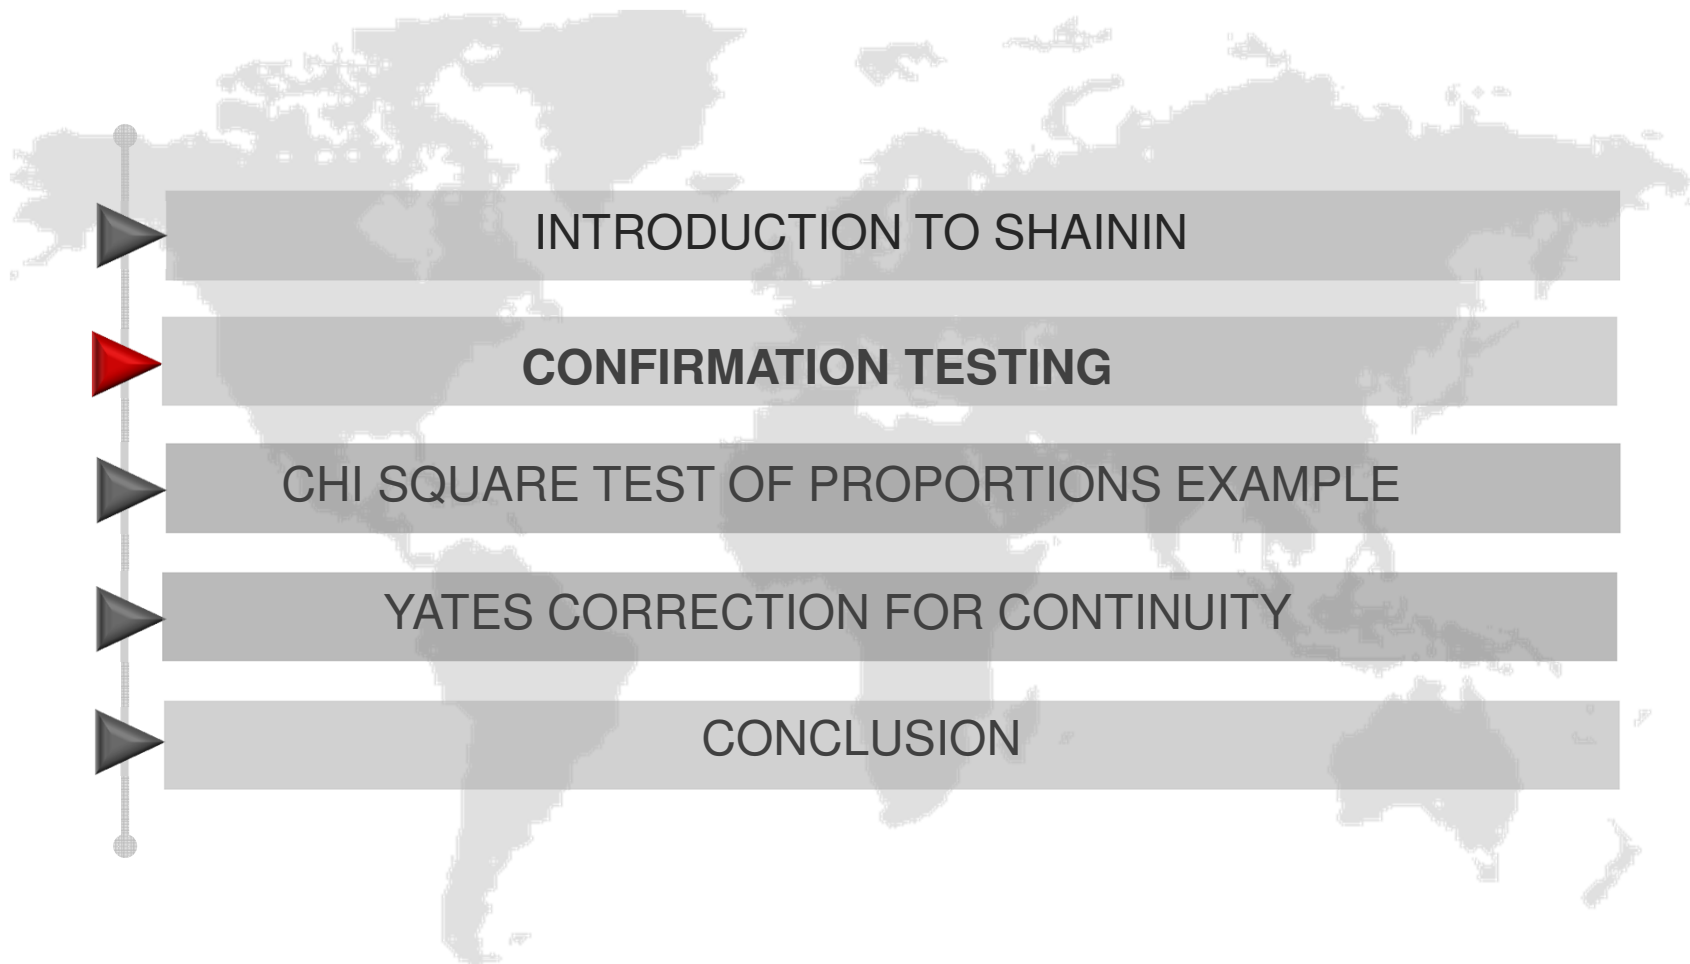 INTRODUCTION TO SHAININ
CONFIRMATION TESTING
CHI SQUARE TEST OF PROPORTIONS EXAMPLE
YATES CORRECTION FOR CONTINUITY
CONCLUSION